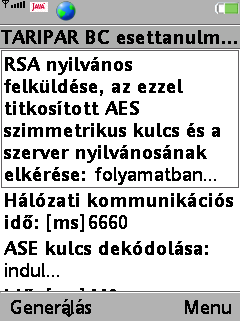 JAVA
TARIPAR BC esettanulm...
RSA nyilvános
felküldése, az ezzel
titkosított AES
szimmetrikus kulcs és a
szerver nyilvánosának
elkérése: folyamatban...
Hálózati kommunikációs
idő: [ms] 6660
ASE kulcs dekódolása:
indul...
Generálás Menu